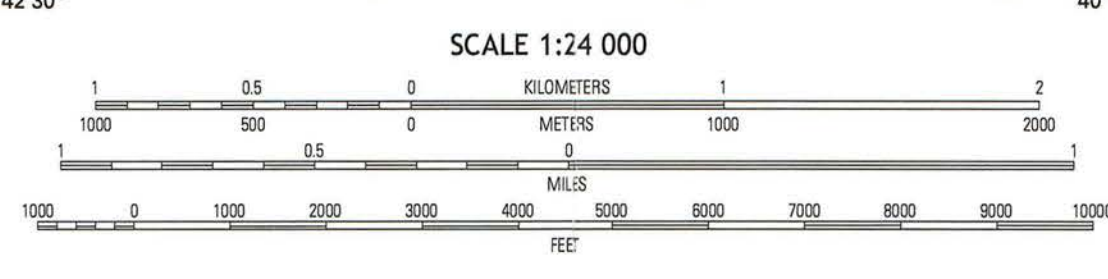 42'30"
40'
SCALE 1:24 000
1 0.5 0 KILOMETERS 1 2
1000 500 0 METERS 1000 2000
1 0.5 0 1
MILES
1000 0 1000 2000 3000 4000 5000 6000 7000 8000 9000 10000
FEET